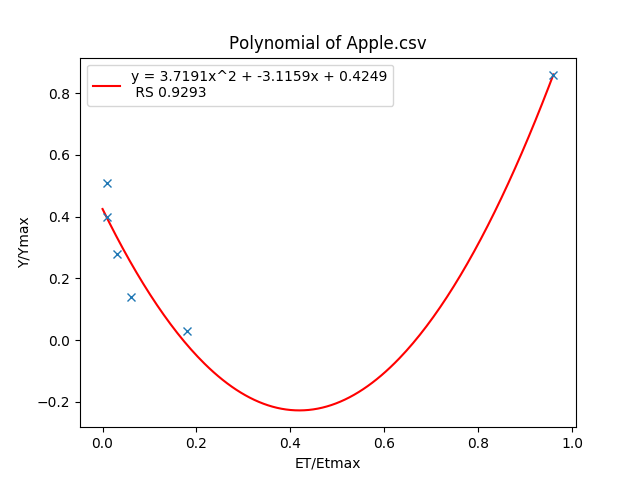 Polynomial of Apple.csv
y = 3.7191x^2 + -3.1159x + 0.4249
RS 0.9293
0.8
0.6
0.4
0.2
0.0
−0.2
Y/Ymax
0.0 0.2 0.4 0.6 0.8 1.0
ET/Etmax